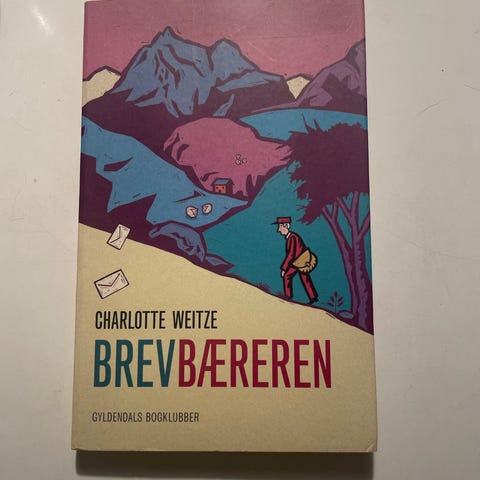 CHARLOTTE WEITZE
BREVBÆREREN
GYLDENDALS BOGKLUBBER